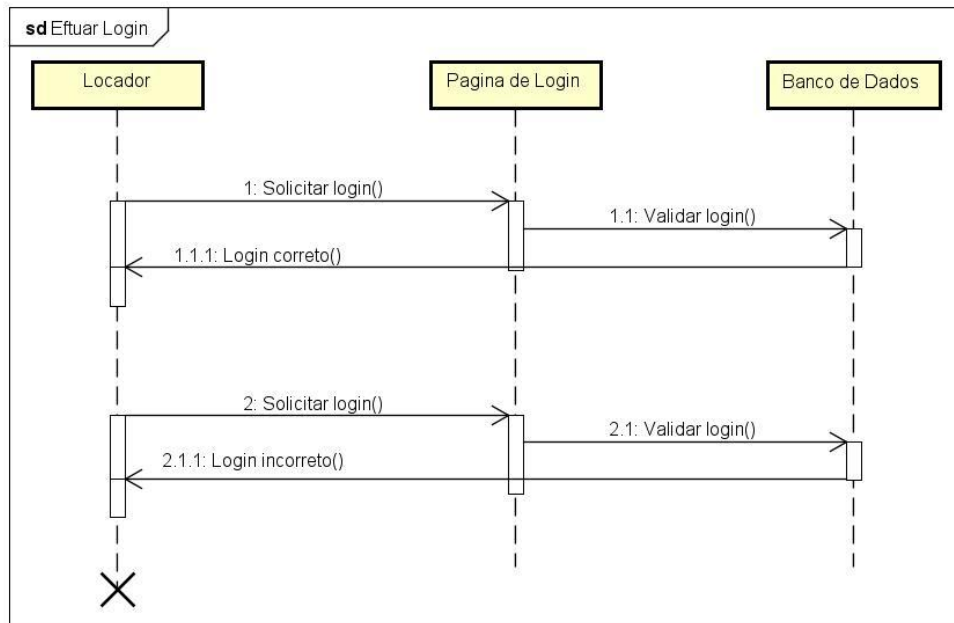 sd Eftuar Login
Locador
Pagina de Login
Banco de Dados
1: Solicitar login()
1.1: Validar login()
1.1.1: Login correto()
2: Solicitar login()
2.1: Validar login()
2.1.1: Login incorreto()